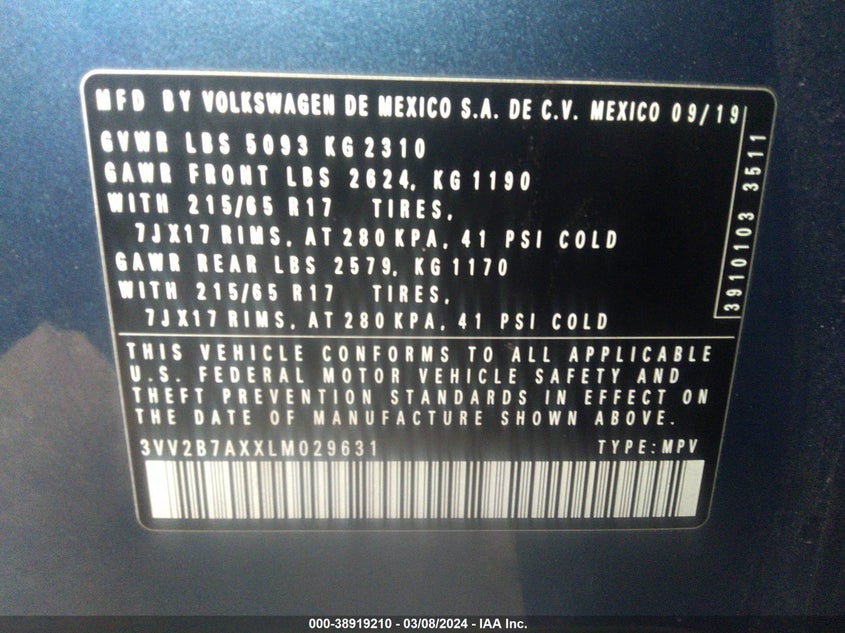 MFD BY VOLKSWAGEN DE MEXICO S.A. DE C.V. MEXICO 09/19
GVWR LBS 5093 KG 2310
GAWR FRONT LBS 2624, KG 1190
WITH 215/65 R17 TIRES,
7JX17 RIMS, AT 280 KPA, 41 PSI COLD
GAWR REAR LBS 2579, KG 1170
WITH 215/65 R17 TIRES,
7JX17 RIMS, AT 280 KPA, 41 PSI COLD
3910103 3511
THIS VEHICLE CONFORMS TO ALL APPLICABLE
U.S. FEDERAL MOTOR VEHICLE SAFETY AND
THEFT PREVENTION STANDARDS IN EFFECT ON
THE DATE OF MANUFACTURE SHOWN ABOVE.
3VV2B7AXXLM029631 TYPE:MPV
000-38919210 - 03/08/2024 - IAA Inc.